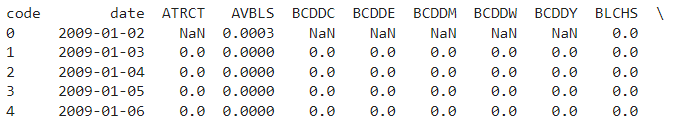 code date ATRCT AVBLS BCDDC BCDDE BCDDM BCDDW BCDDY BLCHS \
0 2009-01-02 NaN 0.0003 NaN NaN NaN NaN NaN 0.0
1 2009-01-03 0.0 0.0000 0.0 0.0 0.0 0.0 0.0 0.0
2 2009-01-04 0.0 0.0000 0.0 0.0 0.0 0.0 0.0 0.0
3 2009-01-05 0.0 0.0000 0.0 0.0 0.0 0.0 0.0 0.0
4 2009-01-06 0.0 0.0000 0.0 0.0 0.0 0.0 0.0 0.0